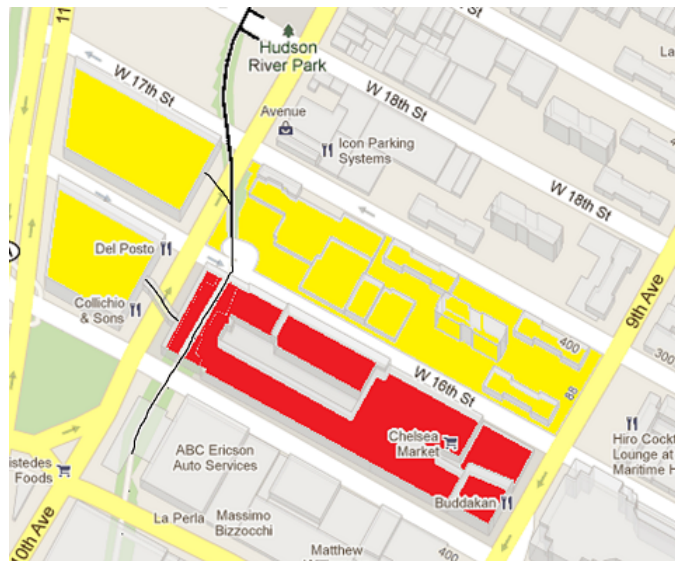 11
Hudson
River Park
W 17th St
W 18th St
Avenue
Icon Parking
Systems
W 18th St
La
Del Posto
Collichio
& Sons
9th Ave
400
300
W 16th St
88
Chelsea
Market
Hiro Cockt
Lounge at
Maritime H
ABC Ericson
Auto Services
istedes
Foods
Buddakan
La Perla
Massimo
Bizzocchi
10th Ave
Matthew
400